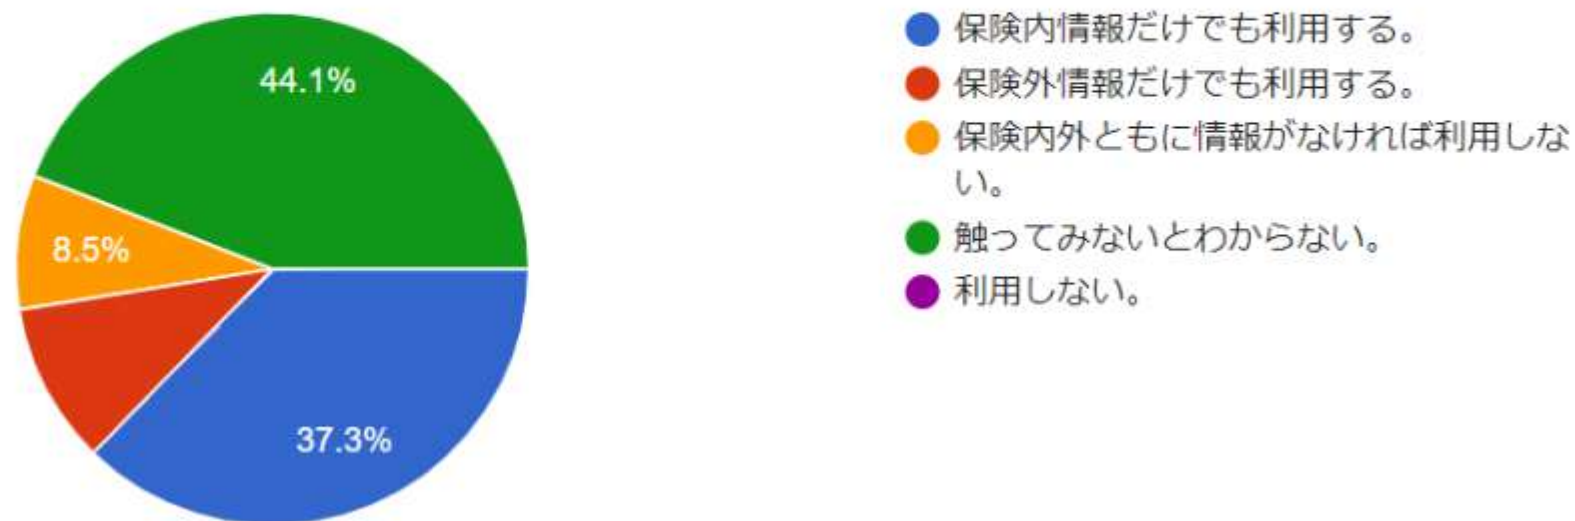 44.1%
8.5%
37.3%
保険内情報だけでも利用する。
保険外情報だけでも利用する。
保険内外ともに情報がなければ利用しな
い。
触ってみないとわからない。
利用しない。